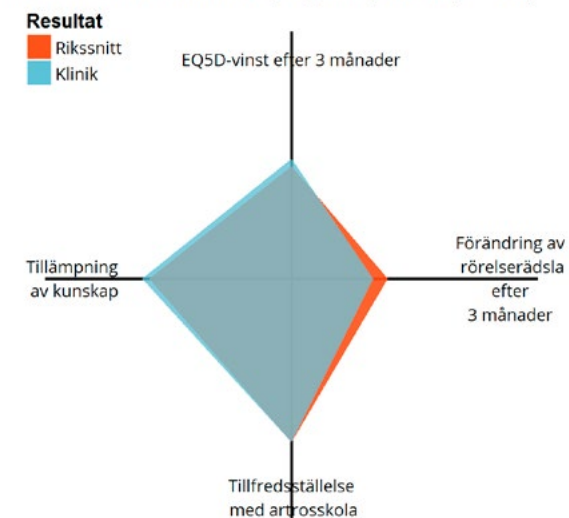 Resultat
Rikssnitt
Klinik
EQ5D-vinst efter 3 månader
Tillämpning
av kunskap
Förändring av
rörelserädsla
efter
3 månader
Tillfredsställelse
med artrosskola